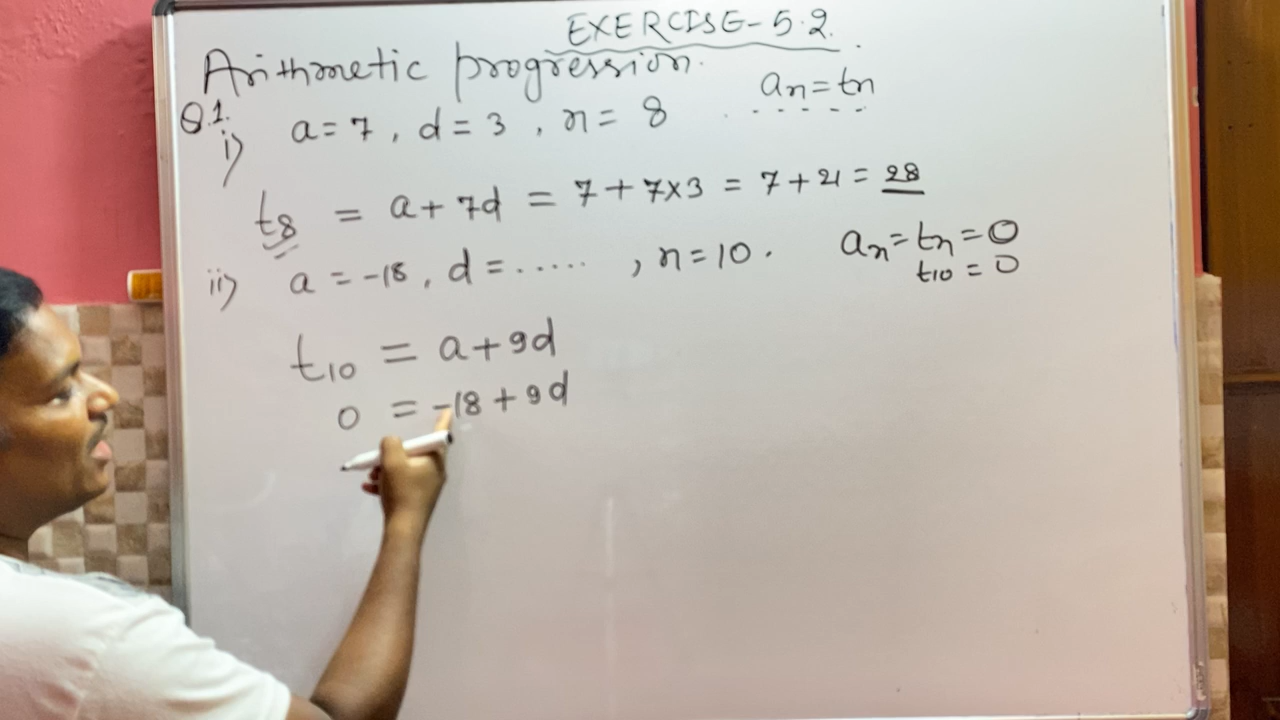 EXERCISE-5.2.
Arithmetic progression.
an=tn
Q.1.
i) a=7, d=3, n=8
t8 = a+7d = 7+7×3 = 7+21 = 28
ii) a=-18, d=....., n=10. an=tn=0
t10=0
t10 = a+9d
0 = -18+9d